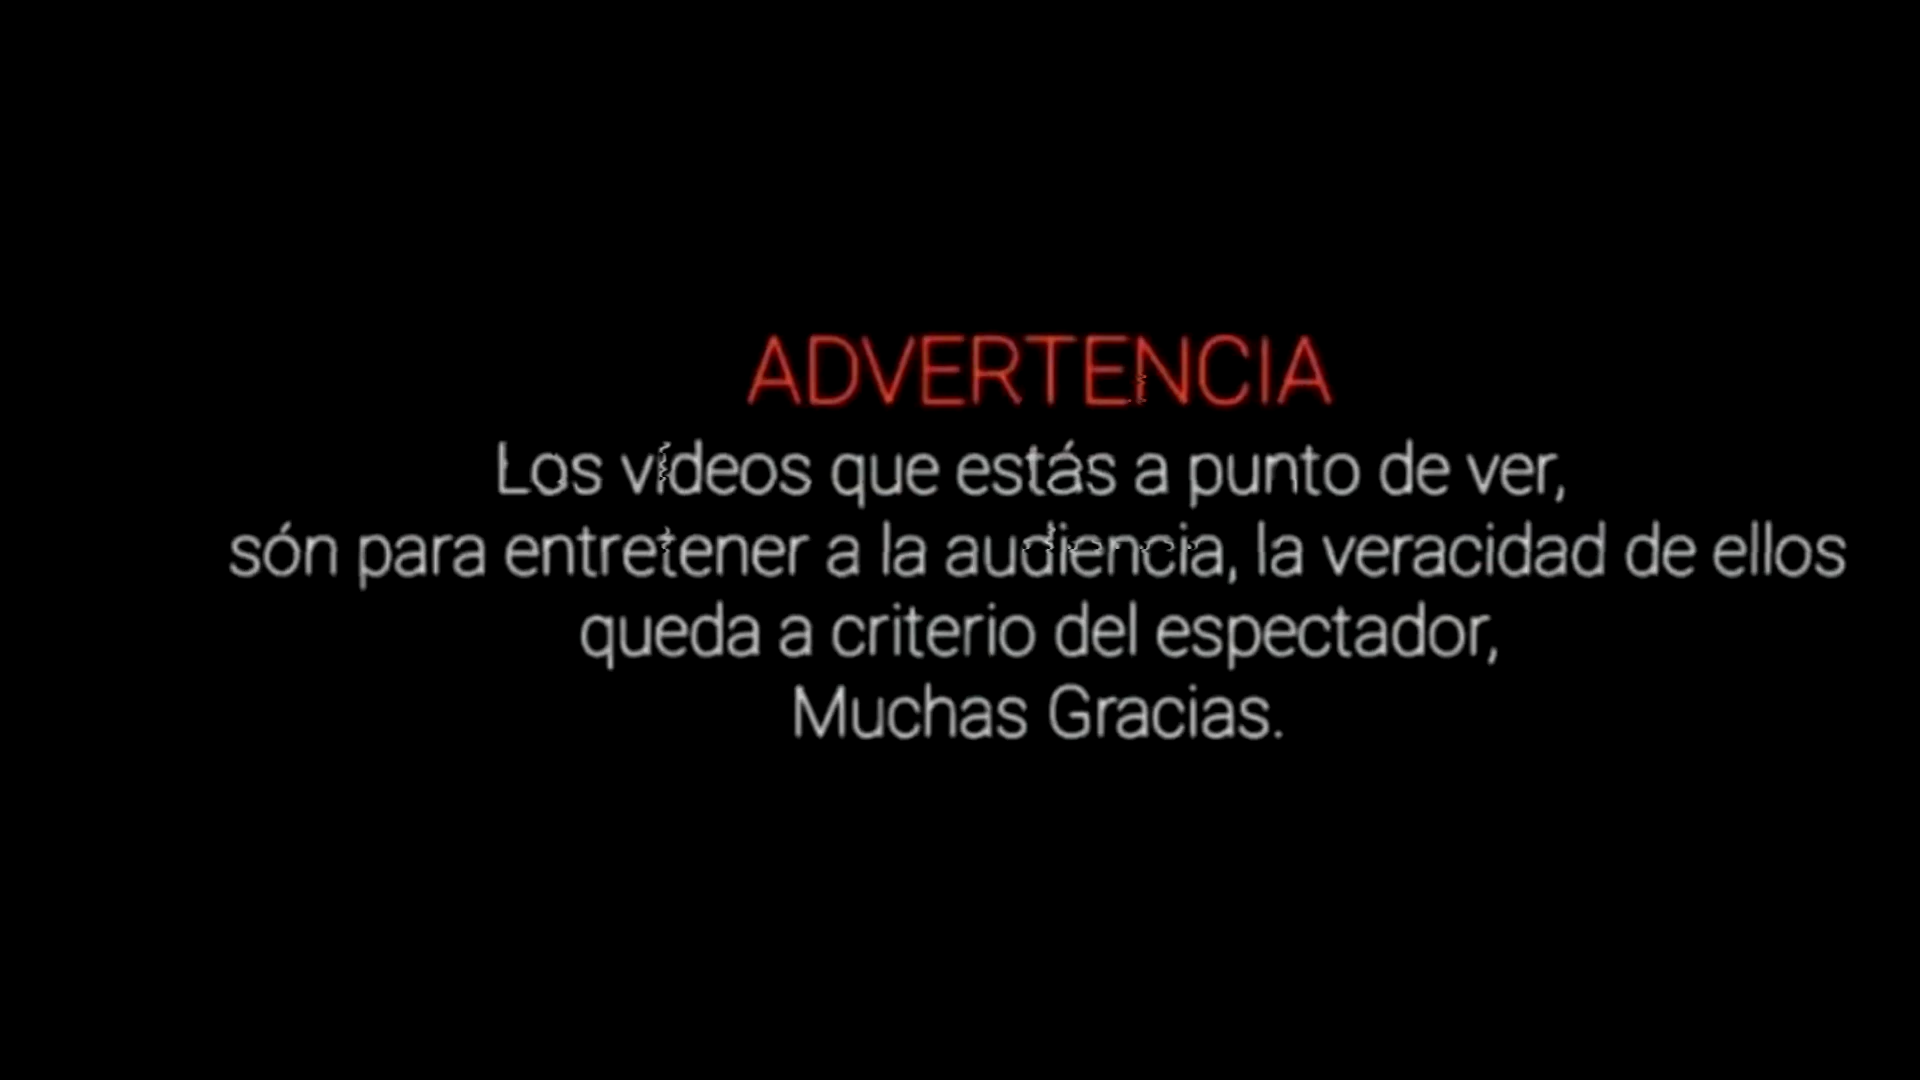 ADVERTENCIA
Los vídeos que estás a punto de ver,
són para entretener a la audiencia, la veracidad de ellos
queda a criterio del espectador,
Muchas Gracias.